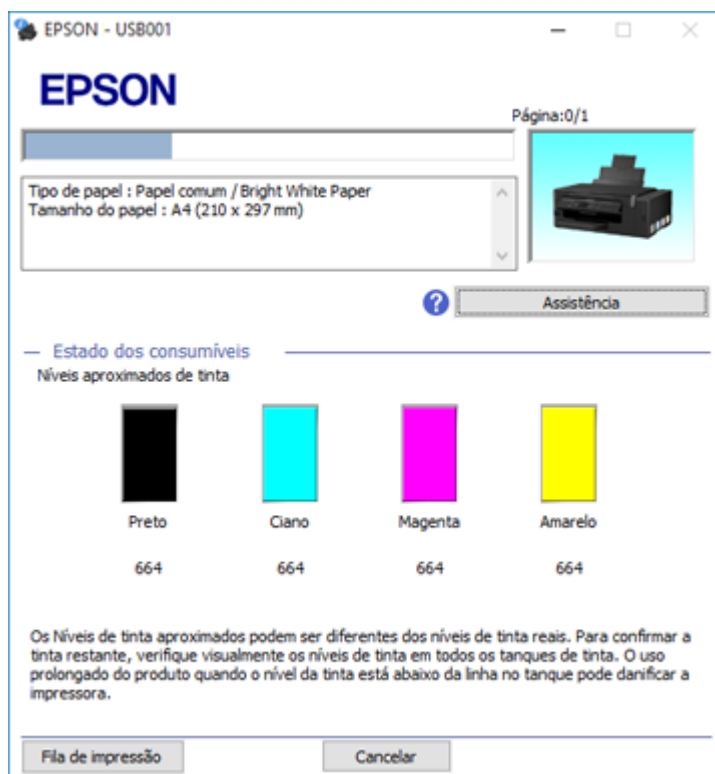 EPSON - USB001
EPSON
Página:0/1
Tipo de papel : Papel comum / Bright White Paper
Tamanho do papel : A4 (210 x 297 mm)
? Assistência
Estado dos consumíveis
Níveis aproximados de tinta
Preto Ciano Magenta Amarelo
664 664 664 664
Os Níveis de tinta aproximados podem ser diferentes dos níveis de tinta reais. Para confirmar a
tinta restante, verifique visualmente os níveis de tinta em todos os tanques de tinta. O uso
prolongado do produto quando o nível da tinta está abaixo da linha no tanque pode danificar a
impressora.
Fila de impressão Cancelar